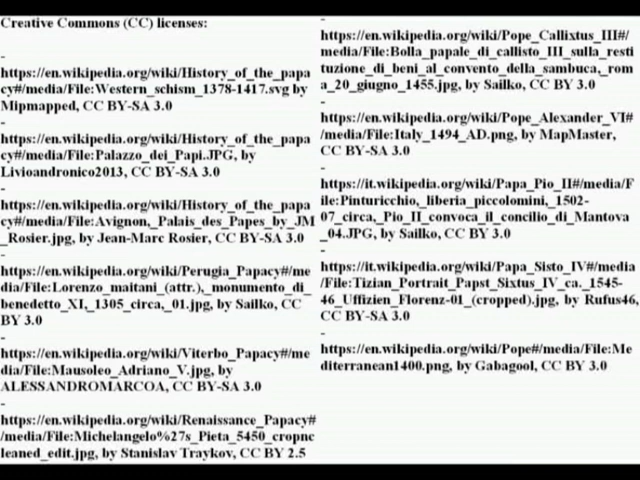 Creative Commons (CC) licenses:
-
https://en.wikipedia.org/wiki/History_of_the_papa
cy#/media/File:Western_schism_1378-1417.svg by
Mipmapped, CC BY-SA 3.0
-
https://en.wikipedia.org/wiki/History_of_the_papa
cy#/media/File:Palazzo_dei_Papi.JPG, by
Livioandronico2013, CC BY-SA 3.0
-
https://en.wikipedia.org/wiki/History_of_the_papa
cy#/media/File:Avignon,_Palais_des_Papes_by_JM
_Rosier.jpg, by Jean-Marc Rosier, CC BY-SA 3.0
-
https://en.wikipedia.org/wiki/Perugia_Papacy#/me
dia/File:Lorenzo_maitani_(attr.),_monumento_di_
benedetto_XI,_1305_circa,_01.jpg, by Sailko, CC
BY 3.0
-
https://en.wikipedia.org/wiki/Viterbo_Papacy#/me
dia/File:Mausoleo_Adriano_V.jpg, by
ALESSANDROMARCOA, CC BY-SA 3.0
-
https://en.wikipedia.org/wiki/Renaissance_Papacy#
/media/File:Michelangelo%27s_Pieta_5450_cropnc
leaned_edit.jpg, by Stanislav Traykov, CC BY 2.5
-
https://en.wikipedia.org/wiki/Pope_Callixtus_III#/
media/File:Bolla_papale_di_callisto_III_sulla_resti
tuzione_di_beni_al_convento_della_sambuca,_rom
a_20_giugno_1455.jpg, by Sailko, CC BY 3.0
-
https://en.wikipedia.org/wiki/Pope_Alexander_VI#
/media/File:Italy_1494_AD.png, by MapMaster,
CC BY-SA 3.0
-
https://it.wikipedia.org/wiki/Papa_Pio_II#/media/F
ile:Pinturicchio,_liberia_piccolomini,_1502-
07_circa,_Pio_II_convoca_il_concilio_di_Mantova
_04.JPG, by Sailko, CC BY 3.0
-
https://it.wikipedia.org/wiki/Papa_Sisto_IV#/media
/File:Tizian_Portrait_Papst_Sixtus_IV_ca._1545-
46_Uffizien_Florenz-01_(cropped).jpg, by Rufus46,
CC BY-SA 3.0
-
https://en.wikipedia.org/wiki/Pope#/media/File:Me
diterranean1400.png, by Gabagool, CC BY 3.0